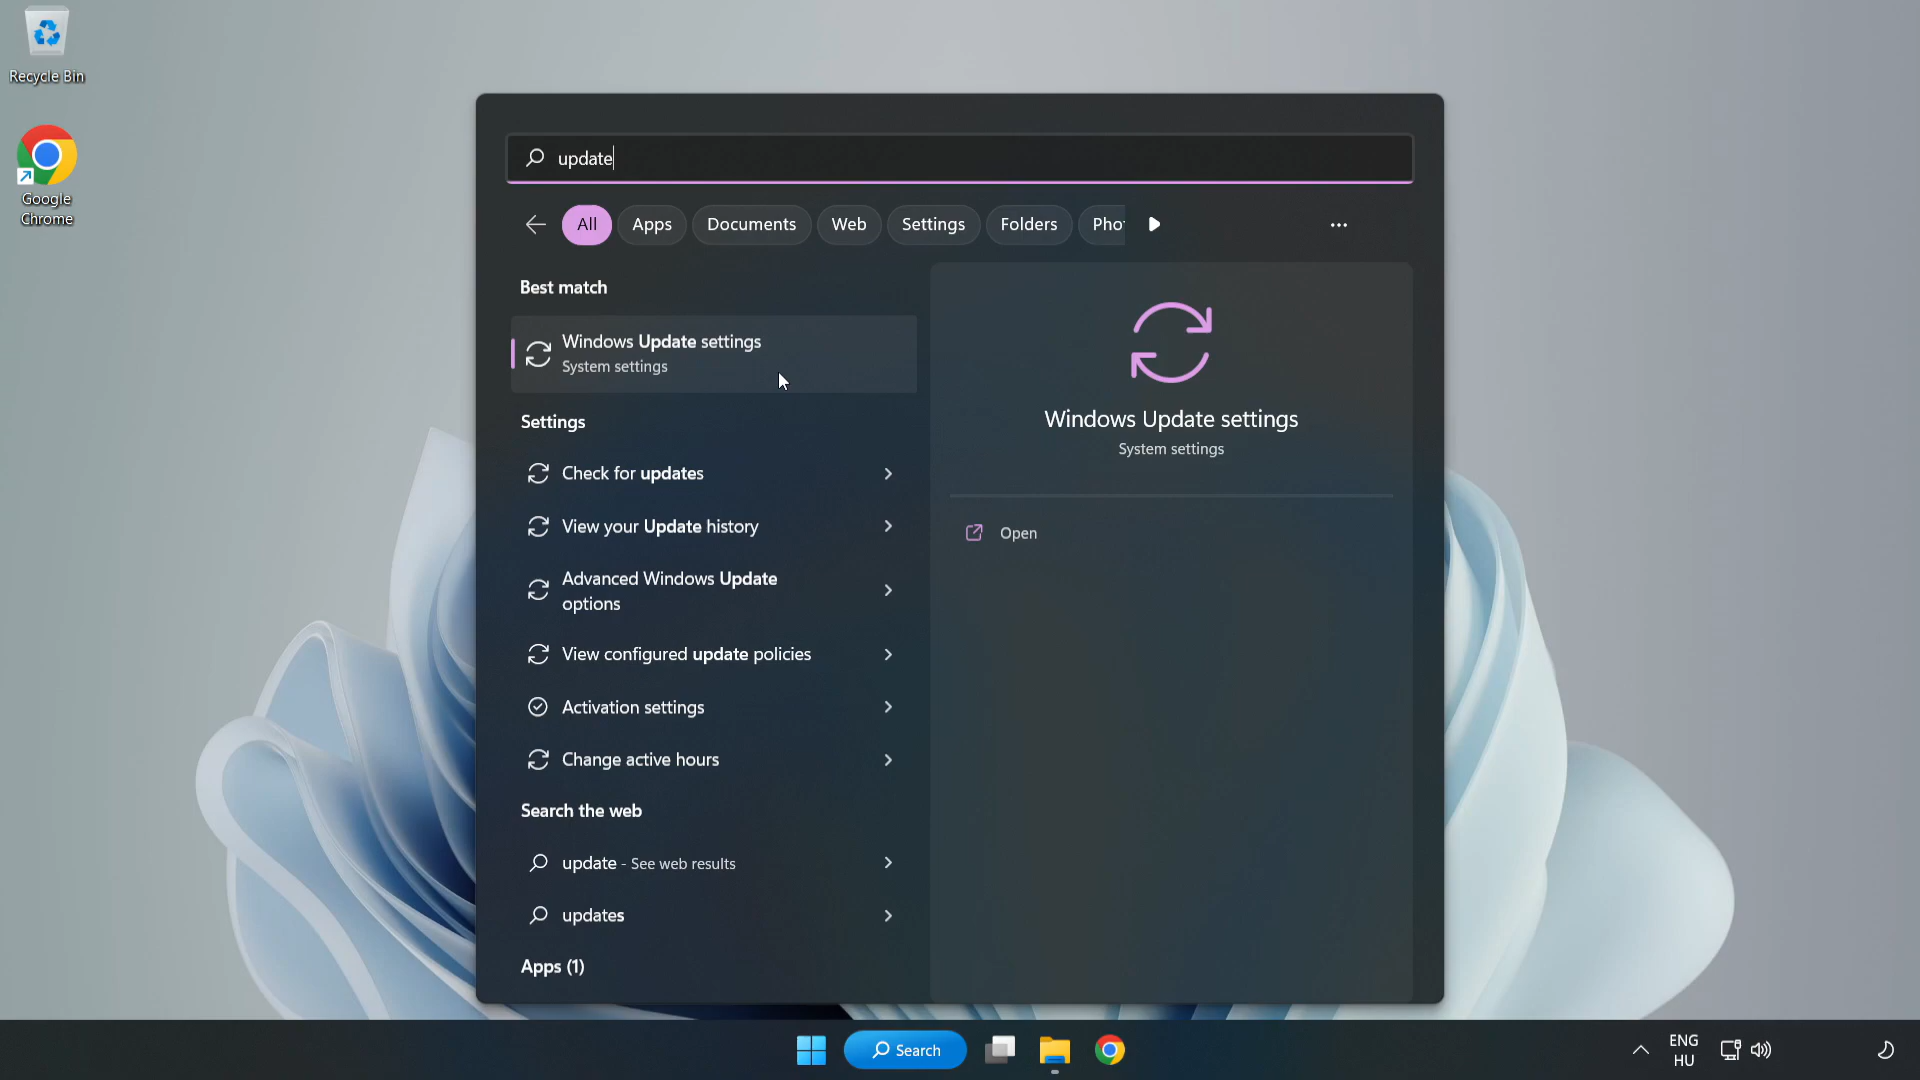 Recycle Bin
Google
Chrome
update
All
Apps
Documents
Web
Settings
Folders
Pho
Best match
Windows Update settings
System settings
Settings
Check for updates
View your Update history
Advanced Windows Update
options
View configured update policies
Activation settings
Change active hours
Search the web
update - See web results
updates
Apps (1)
Windows Update settings
System settings
Open
Search
ENG
HU